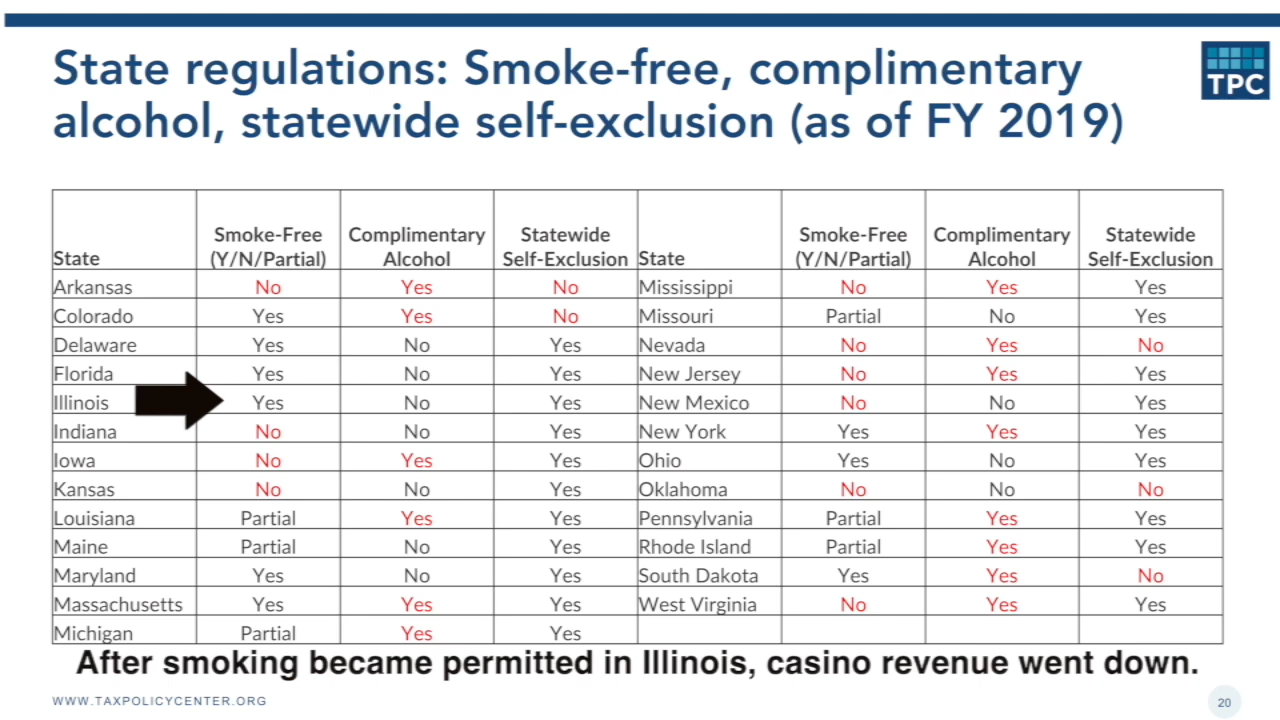 State regulations: Smoke-free, complimentary
alcohol, statewide self-exclusion (as of FY 2019)
TPC
State Smoke-Free (Y/N/Partial) Complimentary Alcohol Statewide Self-Exclusion State Smoke-Free (Y/N/Partial) Complimentary Alcohol Statewide Self-Exclusion
Arkansas No Yes No Mississippi No Yes Yes
Colorado Yes Yes No Missouri Partial No Yes
Delaware Yes No Yes Nevada No Yes No
Florida Yes No Yes New Jersey No Yes Yes
Illinois Yes No Yes New Mexico No No Yes
Indiana No No Yes New York Yes Yes Yes
Iowa No Yes Yes Ohio Yes No Yes
Kansas No No Yes Oklahoma No No No
Louisiana Partial Yes Yes Pennsylvania Partial Yes Yes
Maine Partial No Yes Rhode Island Partial Yes Yes
Maryland Yes No Yes South Dakota Yes Yes No
Massachusetts Yes Yes Yes West Virginia No Yes Yes
Michigan Partial Yes Yes
After smoking became permitted in Illinois, casino revenue went down.
WWW.TAXPOLICYCENTER.ORG
20